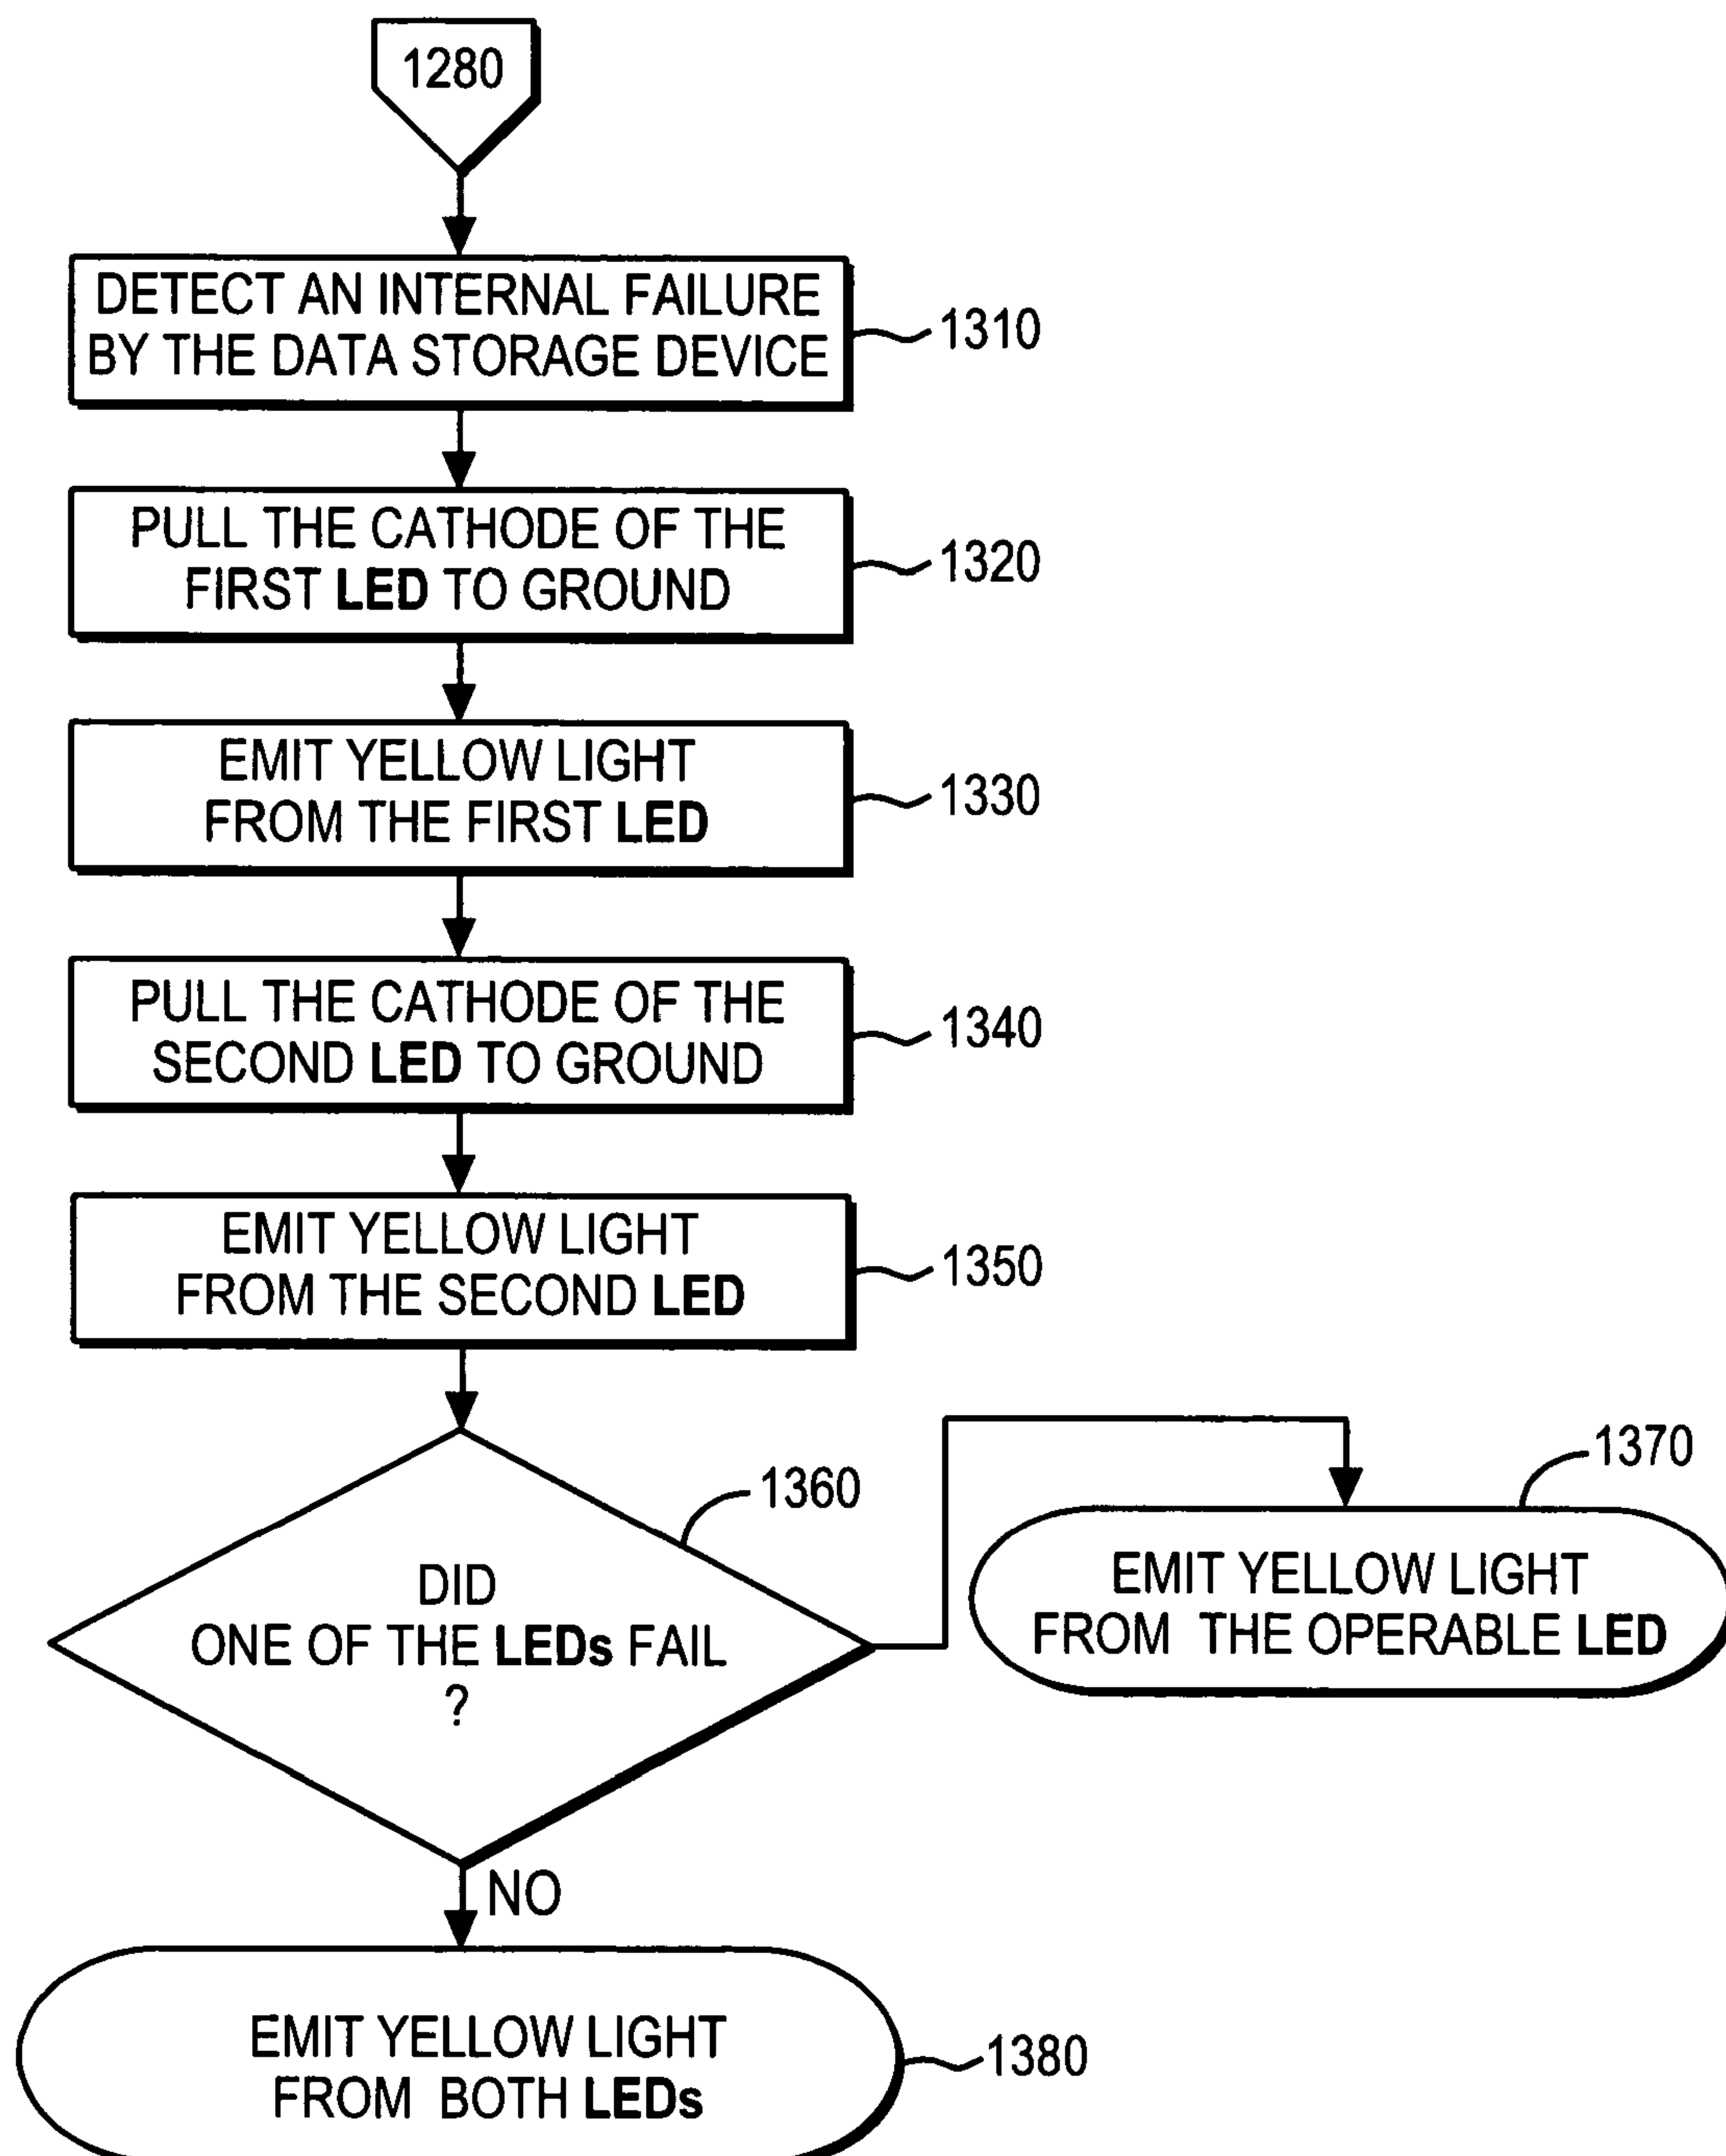 1280
DETECT AN INTERNAL FAILURE
BY THE DATA STORAGE DEVICE
1310
PULL THE CATHODE OF THE
FIRST LED TO GROUND
1320
EMIT YELLOW LIGHT
FROM THE FIRST LED
1330
PULL THE CATHODE OF THE
SECOND LED TO GROUND
1340
EMIT YELLOW LIGHT
FROM THE SECOND LED
1350
1360
DID
ONE OF THE LEDs FAIL
?
1370
EMIT YELLOW LIGHT
FROM THE OPERABLE LED
NO
EMIT YELLOW LIGHT
FROM BOTH LEDs
1380